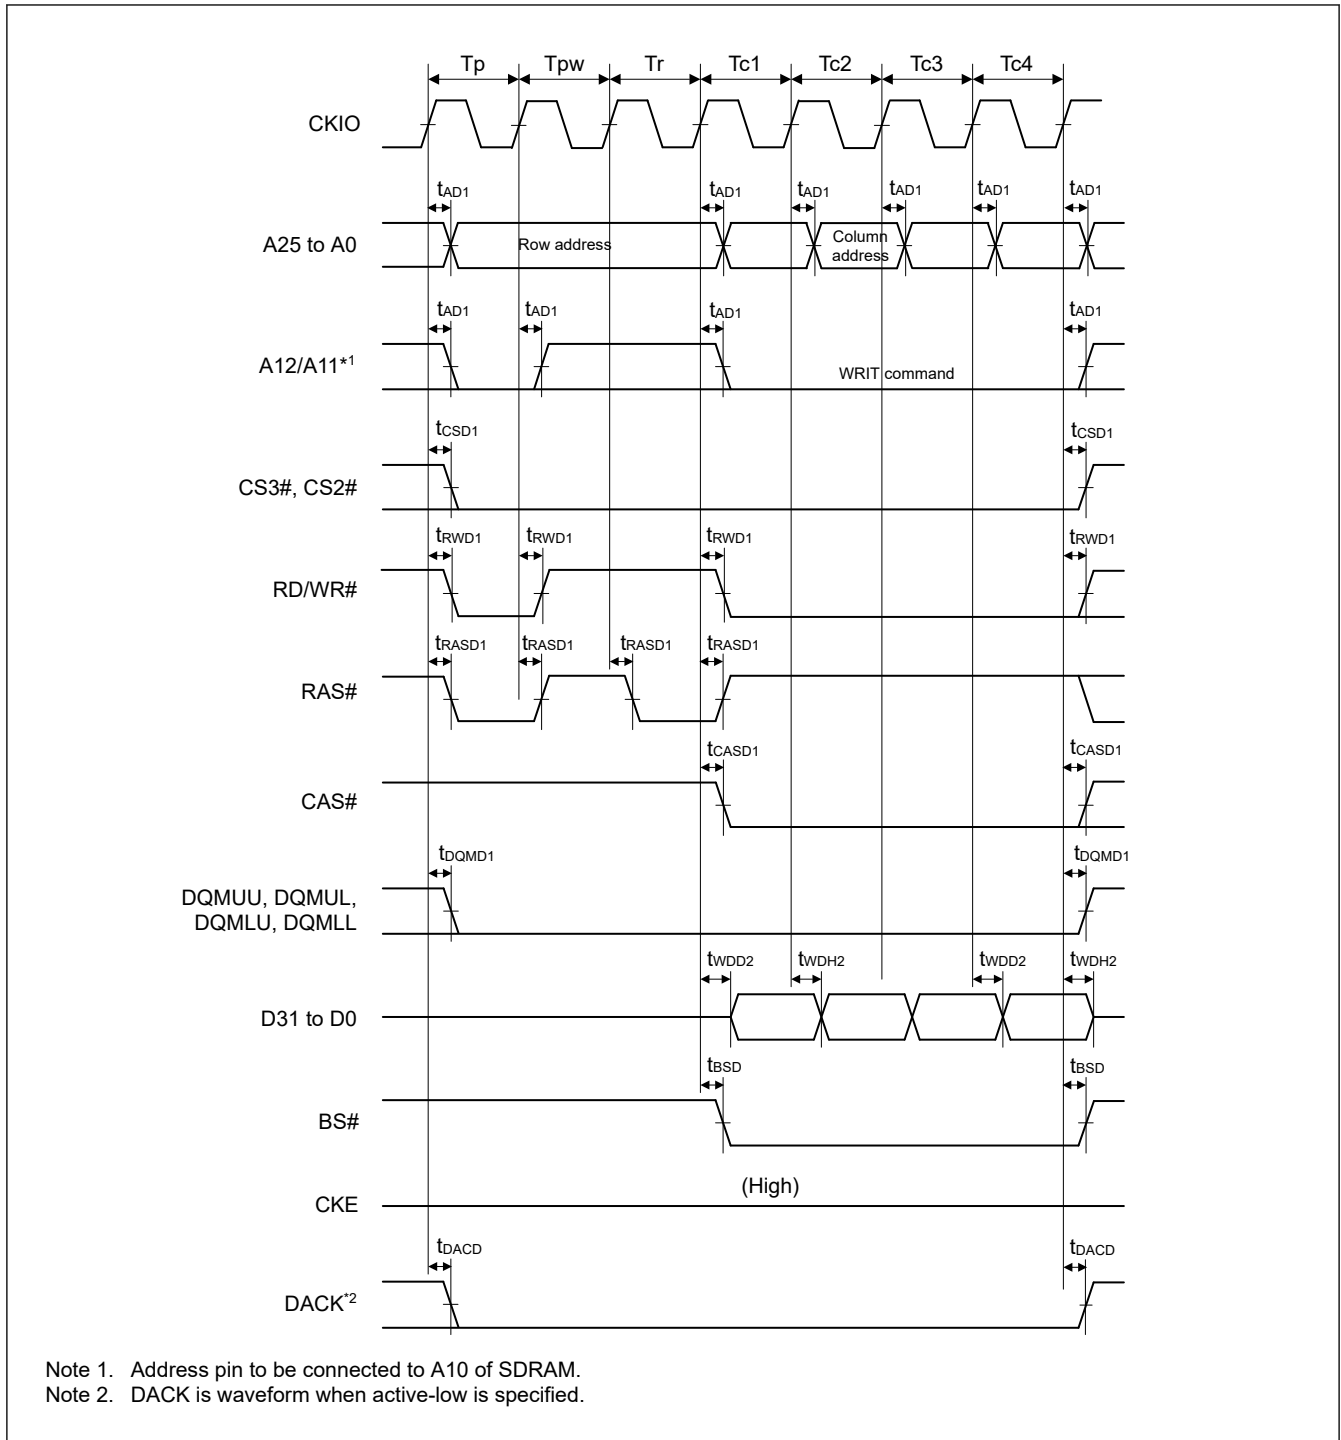 Tp Tpw Tr Tc1 Tc2 Tc3 Tc4
CKIO
tAD1 tAD1 tAD1 tAD1 tAD1 tAD1
A25 to A0
Row address
Column
address
tAD1 tAD1 tAD1 tAD1
A12/A11*1
WRIT command
tCSD1 tCSD1
CS3#, CS2#
tRWD1 tRWD1 tRWD1 tRWD1
RD/WR#
tRASD1 tRASD1 tRASD1 tRASD1
RAS#
tCASD1 tCASD1
CAS#
tDQMD1 tDQMD1
DQMUU, DQMUL,
DQMLU, DQMLL
tWDD2 tWDH2 tWDD2 tWDH2
D31 to D0
tBSD tBSD
BS#
(High)
CKE
tDACD tDACD
DACK*2
Note 1. Address pin to be connected to A10 of SDRAM.
Note 2. DACK is waveform when active-low is specified.